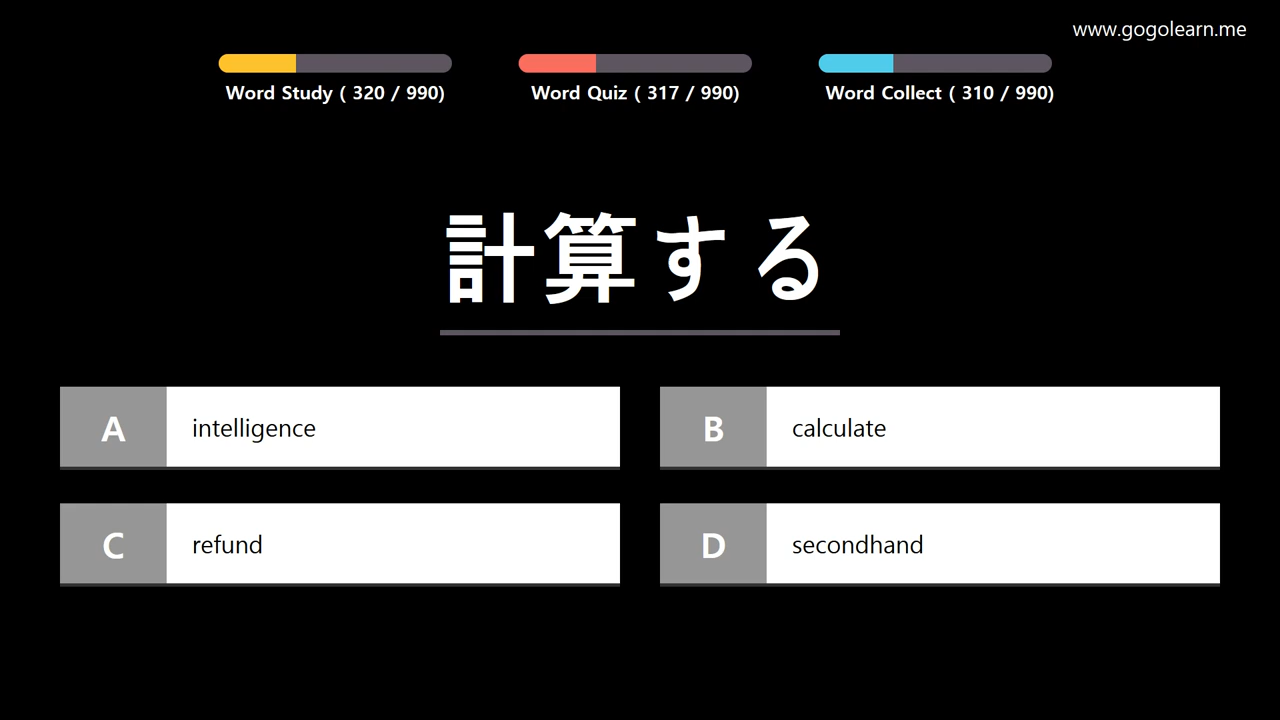 www.gogolearn.me
Word Study ( 320 / 990)
Word Quiz ( 317 / 990)
Word Collect ( 310 / 990)
計算する
A intelligence
B calculate
C refund
D secondhand